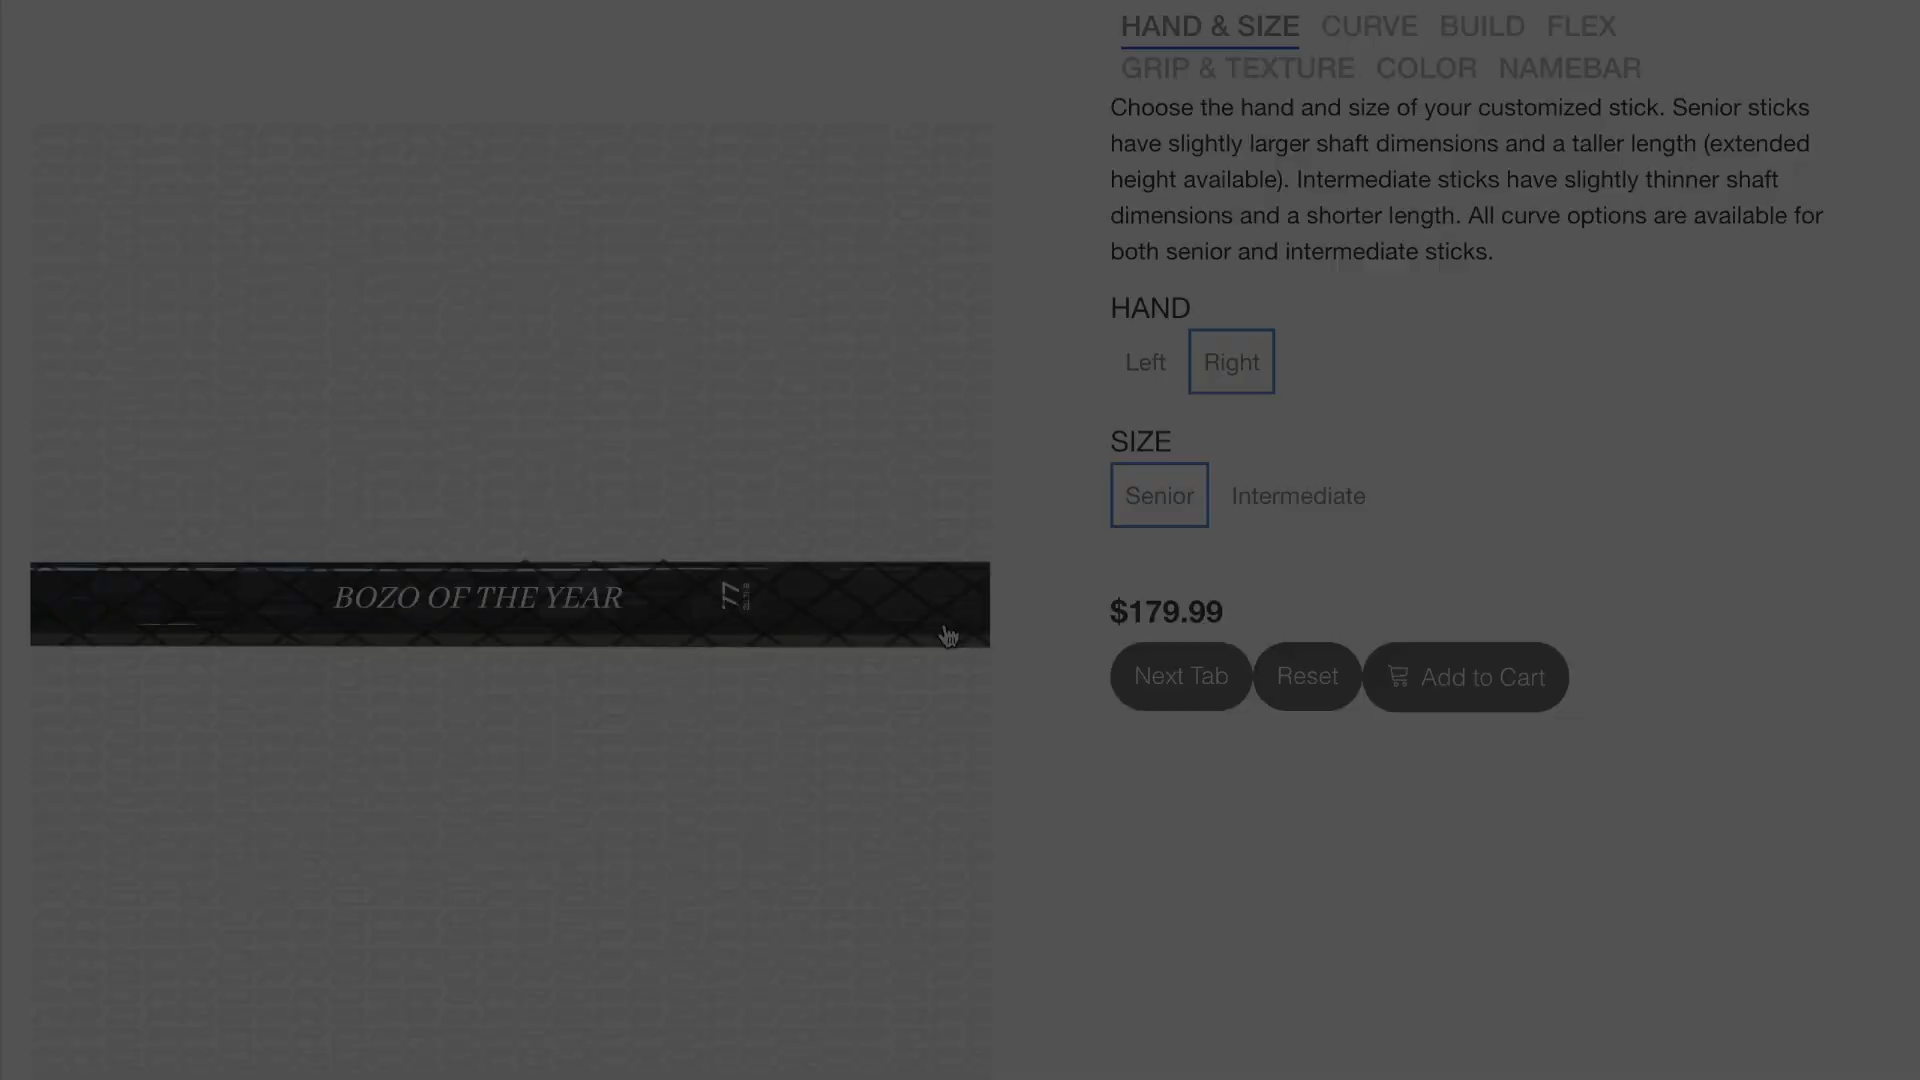 HAND & SIZE CURVE BUILD FLEX
GRIP & TEXTURE COLOR NAMEBAR
Choose the hand and size of your customized stick. Senior sticks
have slightly larger shaft dimensions and a taller length (extended
height available). Intermediate sticks have slightly thinner shaft
dimensions and a shorter length. All curve options are available for
both senior and intermediate sticks.
HAND
Left Right
SIZE
Senior Intermediate
$179.99
Next Tab Reset Add to Cart
BOZO OF THE YEAR
77